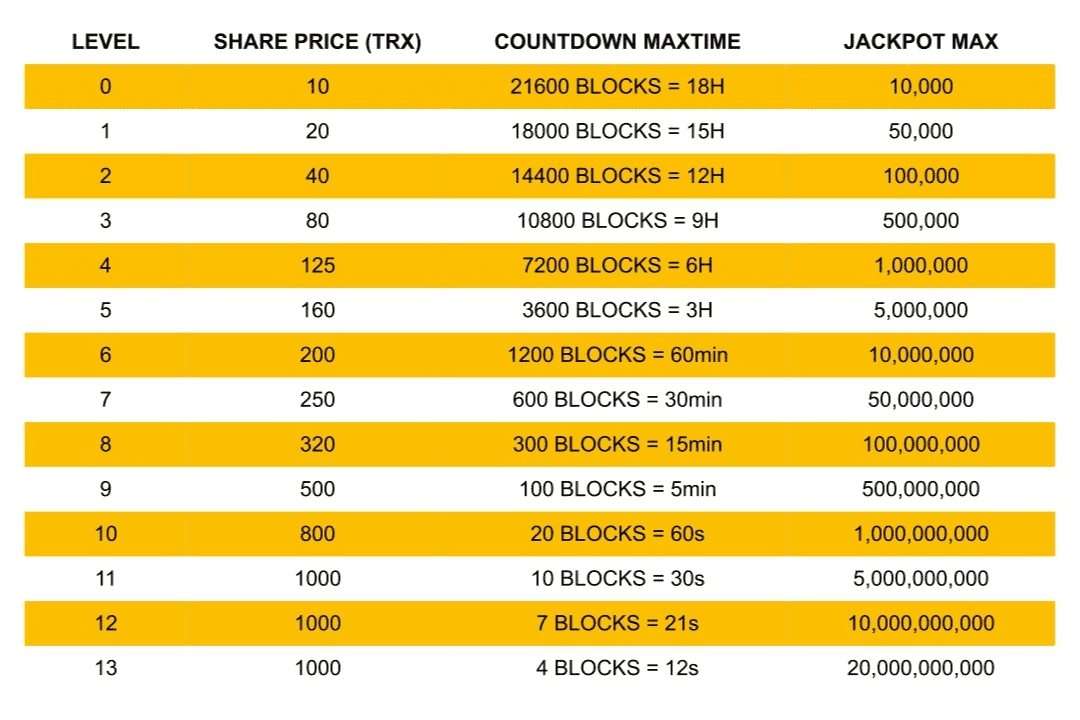 LEVEL SHARE PRICE (TRX) COUNTDOWN MAXTIME JACKPOT MAX
0 10 21600 BLOCKS = 18H 10,000
1 20 18000 BLOCKS = 15H 50,000
2 40 14400 BLOCKS = 12H 100,000
3 80 10800 BLOCKS = 9H 500,000
4 125 7200 BLOCKS = 6H 1,000,000
5 160 3600 BLOCKS = 3H 5,000,000
6 200 1200 BLOCKS = 60min 10,000,000
7 250 600 BLOCKS = 30min 50,000,000
8 320 300 BLOCKS = 15min 100,000,000
9 500 100 BLOCKS = 5min 500,000,000
10 800 20 BLOCKS = 60s 1,000,000,000
11 1000 10 BLOCKS = 30s 5,000,000,000
12 1000 7 BLOCKS = 21s 10,000,000,000
13 1000 4 BLOCKS = 12s 20,000,000,000